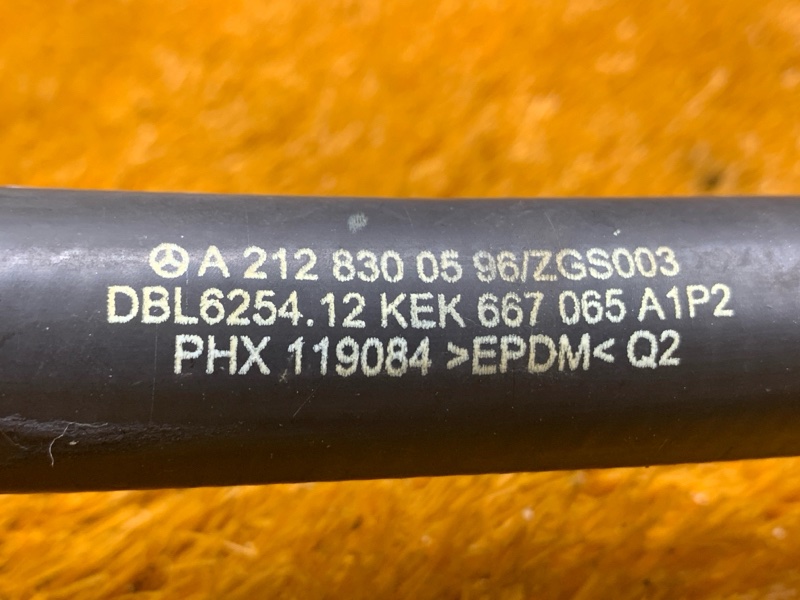 A 212 830 05 96/ZGS003
DBL6254.12 KEK 667 065 A1P2
PHX 119084 >EPDM< Q2